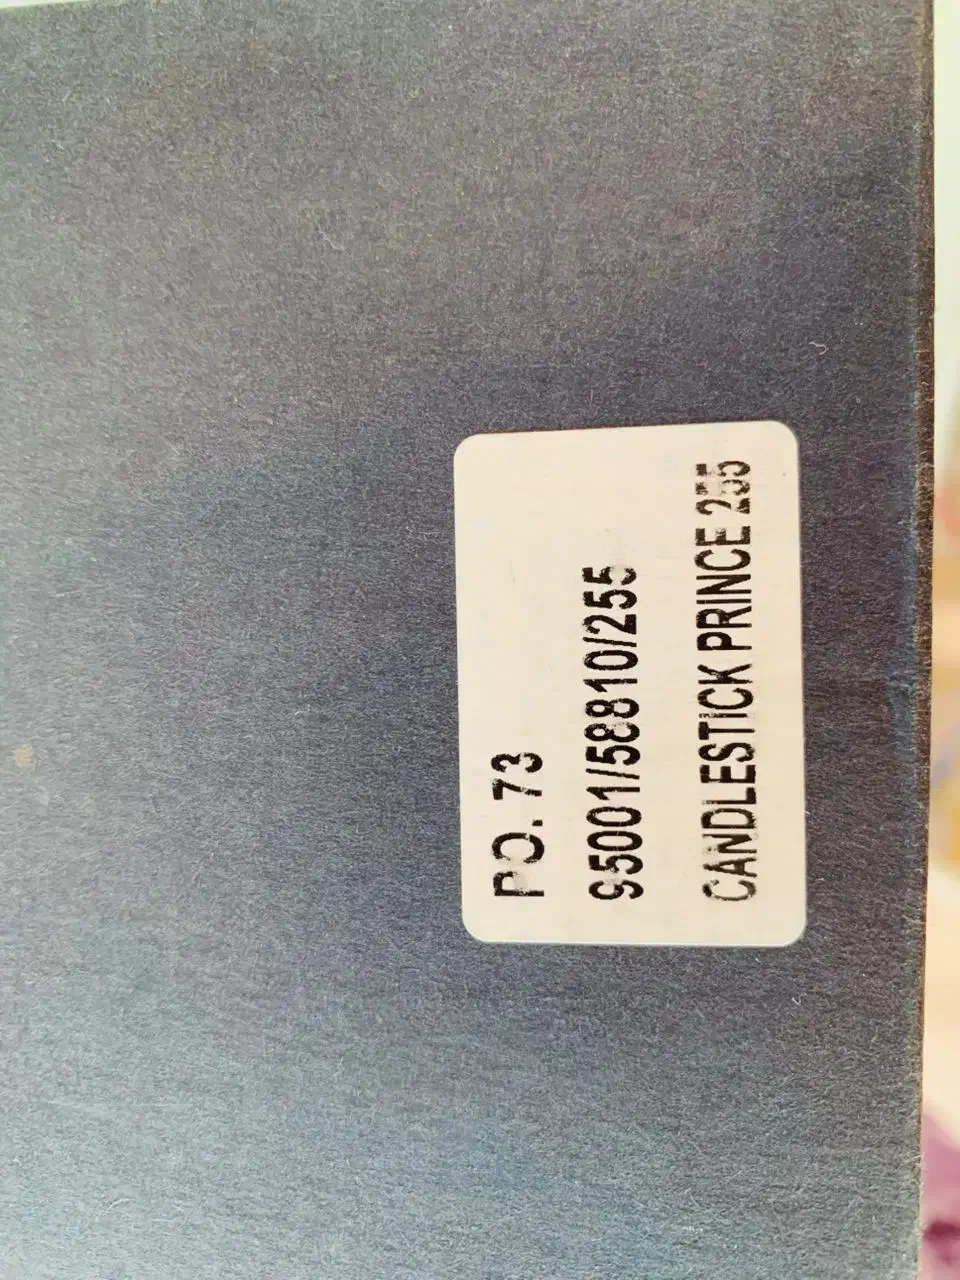 PO. 73
95001/58810/255
CANDLESTICK PRINCE 255